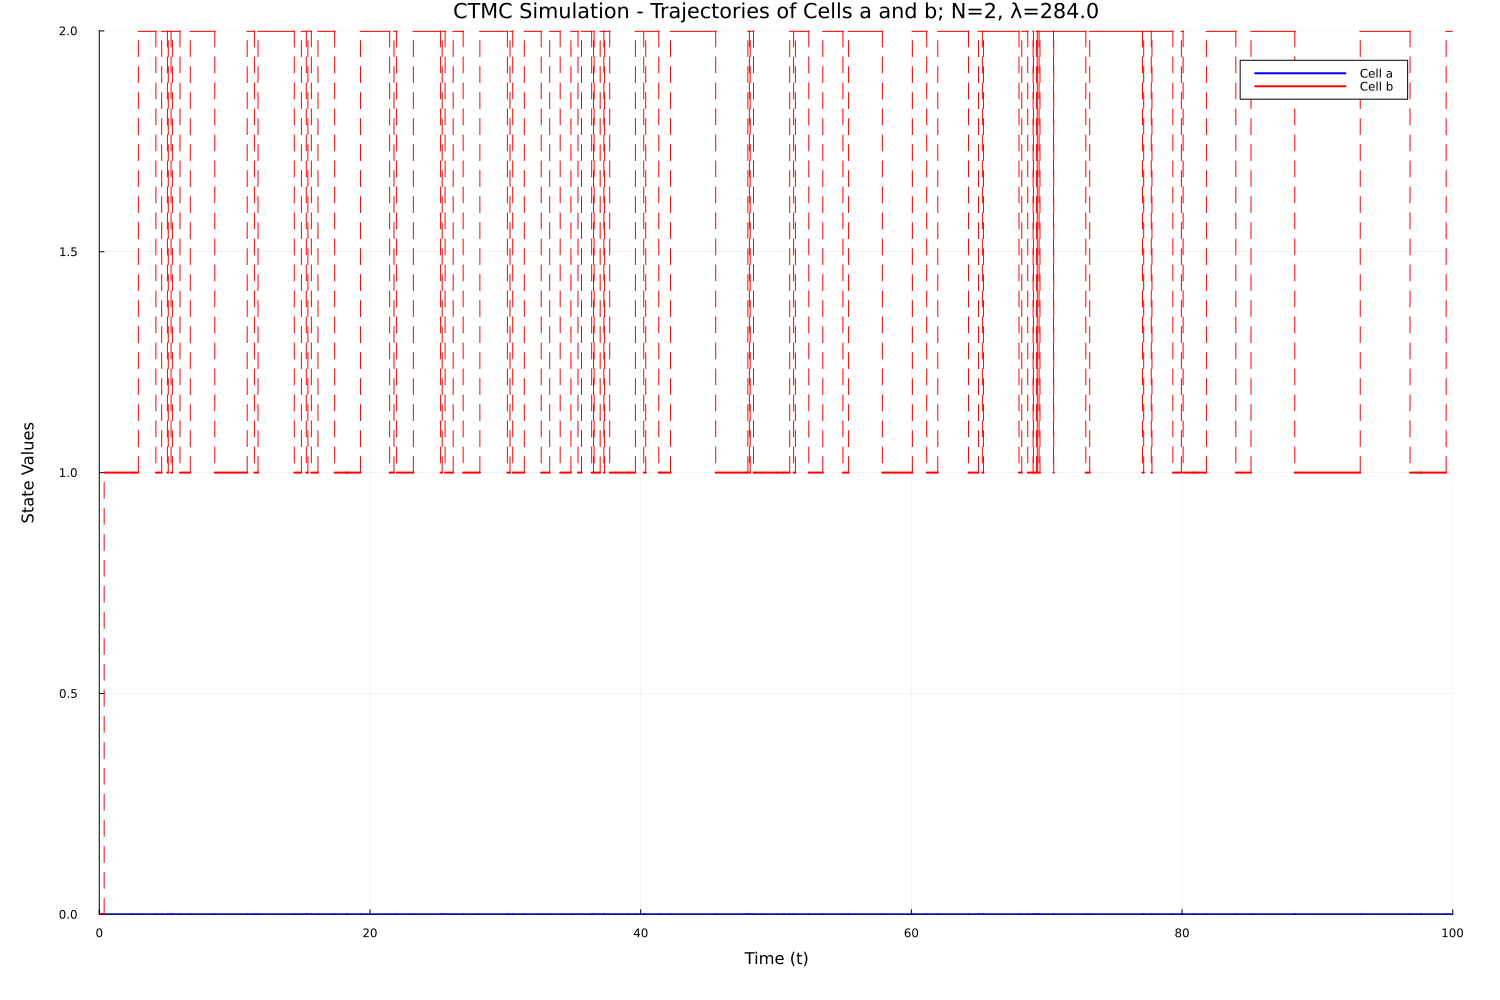 CTMC Simulation - Trajectories of Cells a and b; N=2, λ=284.0
2.0
Cell a
Cell b
1.5
1.0
State Values
0.5
0.0
0 20 40 60 80 100
Time (t)